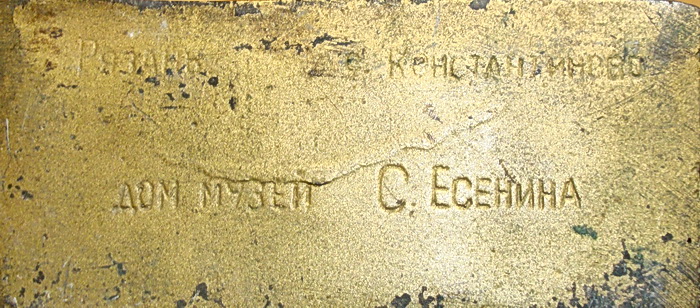 Рязань с. Константиново
Дом музей С. Есенина